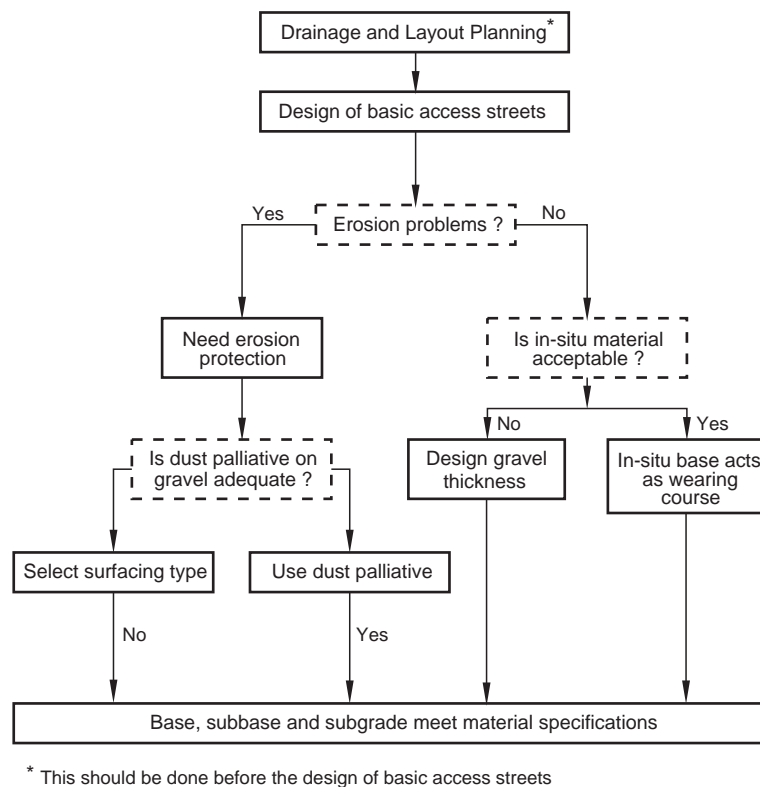 Drainage and Layout Planning*
Design of basic access streets
Yes
Erosion problems ?
No
Need erosion
protection
Is in-situ material
acceptable ?
No
Yes
Is dust palliative on
gravel adequate ?
Design gravel
thickness
In-situ base acts
as wearing
course
Select surfacing type
Use dust palliative
No
Yes
Base, subbase and subgrade meet material specifications
* This should be done before the design of basic access streets